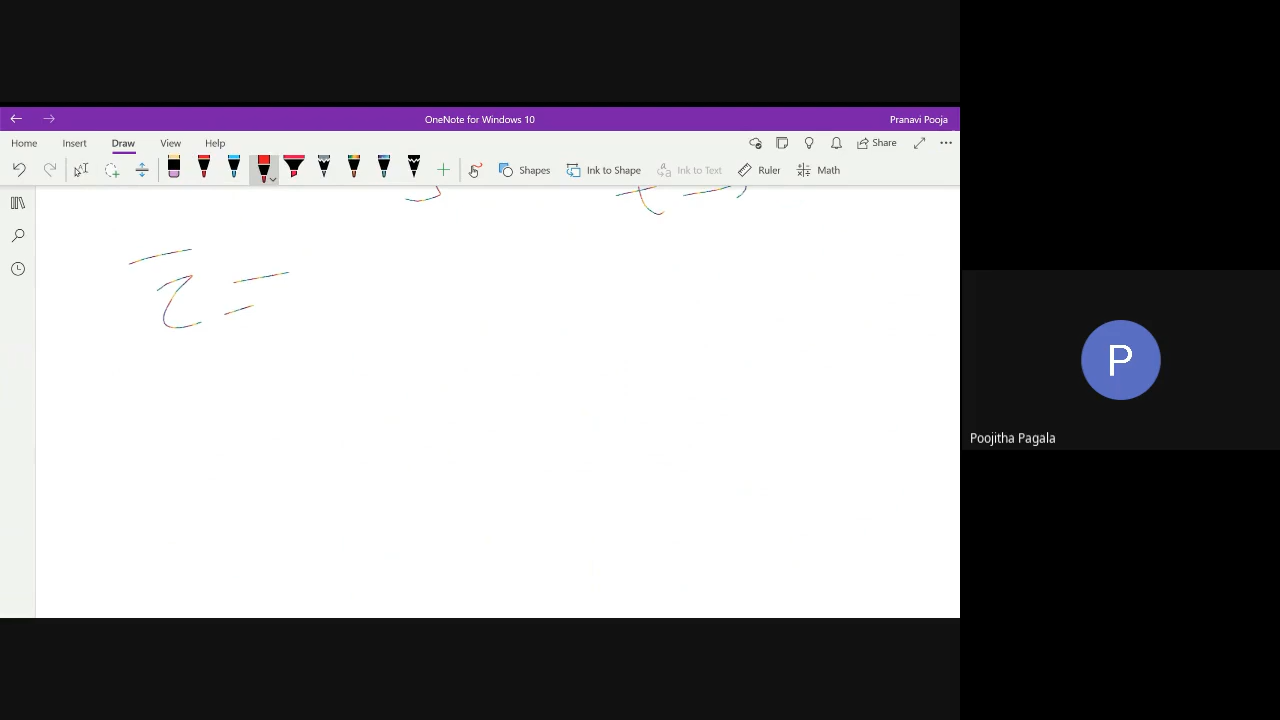 OneNote for Windows 10
Pranavi Pooja
Home Insert Draw View Help
Share
Shapes Ink to Shape Ink to Text Ruler Math
=
P
Poojitha Pagala